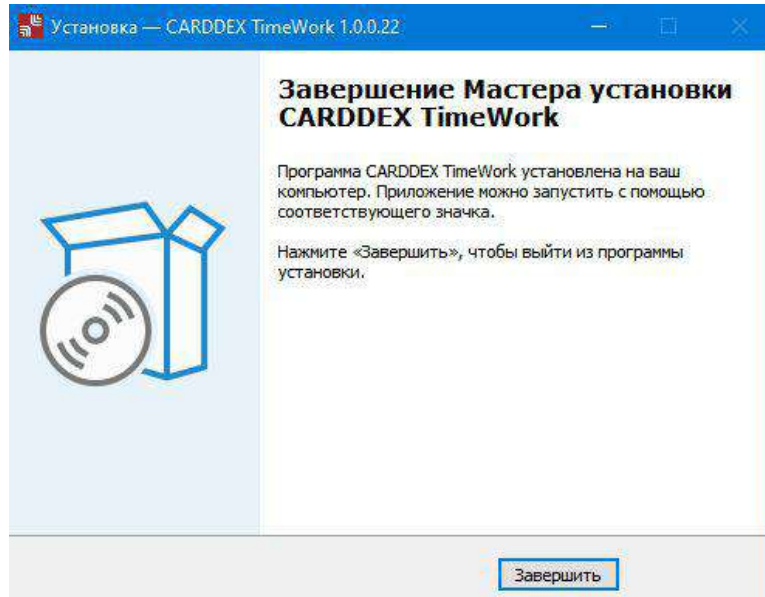 Установка — CARDDEX TimeWork 1.0.0.22
Завершение Мастера установки
CARDDEX TimeWork
Программа CARDDEX TimeWork установлена на ваш
компьютер. Приложение можно запустить с помощью
соответствующего значка.
Нажмите «Завершить», чтобы выйти из программы
установки.
Завершить